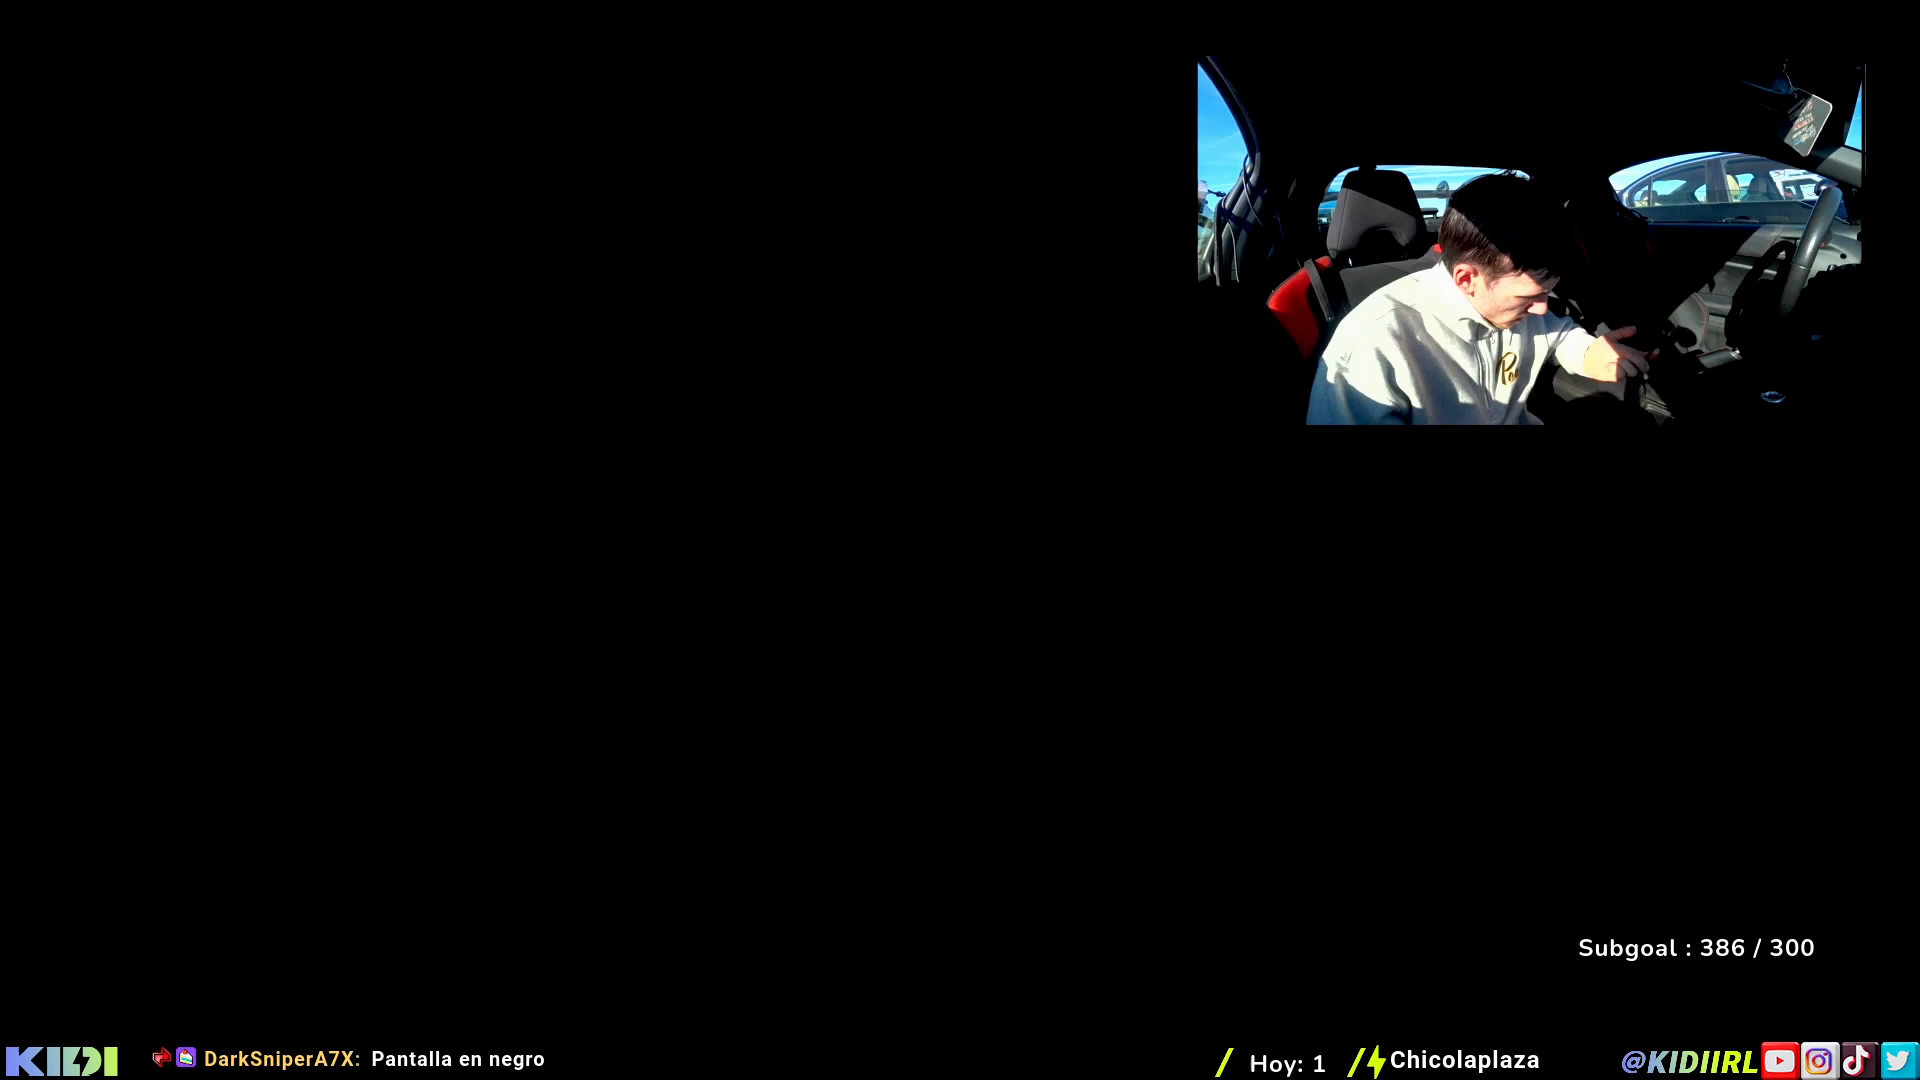 Subgoal : 386 / 300
KIDI
DarkSniperA7X: Pantalla en negro
/ Hoy: 1
/ Chicolaplaza
@KIDIIRL